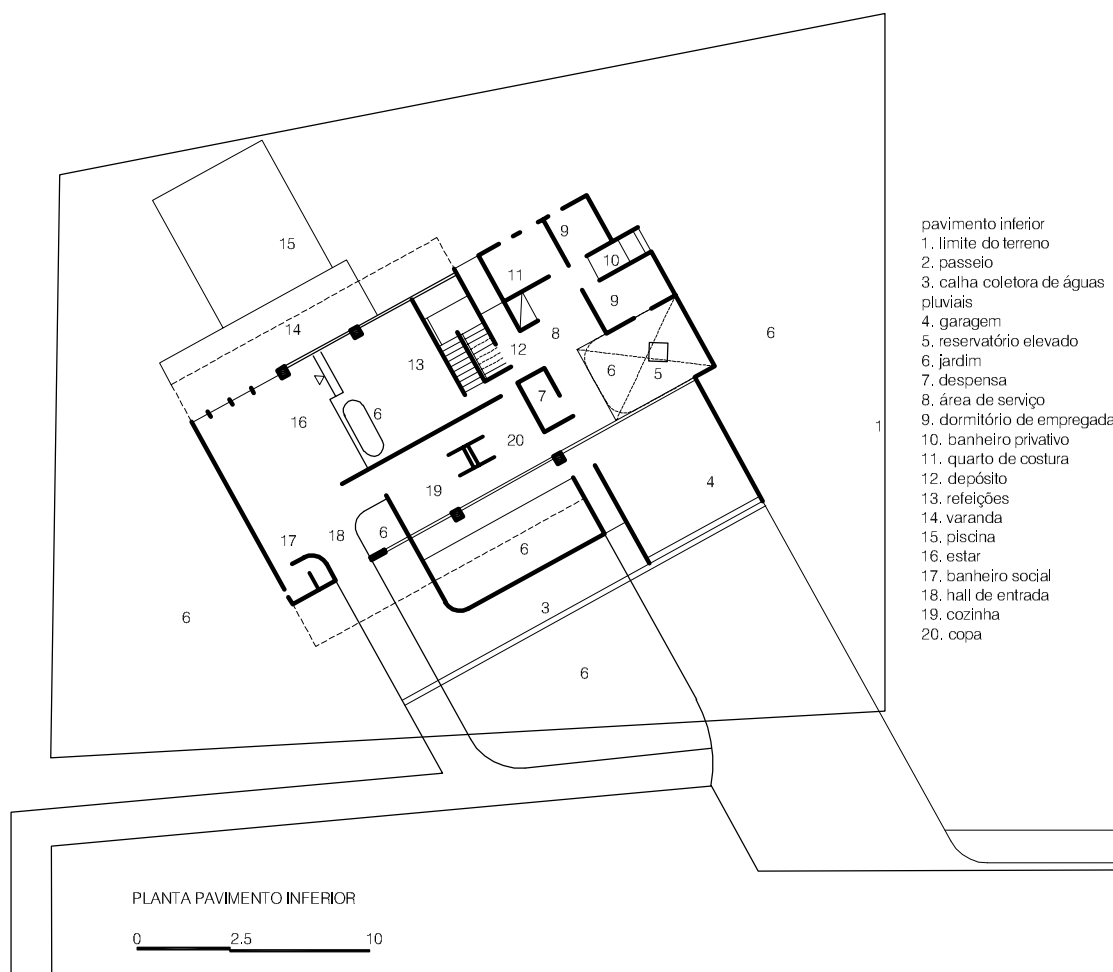 15
9
11
10
14
9
8
6
13
12
6
5
7
16
6
20
4
1
19
18
6
17
6
3
6
6
pavimento inferior
1. limite do terreno
2. passeio
3. calha coletora de águas
pluviais
4. garagem
5. reservatório elevado
6. jardim
7. despensa
8. área de serviço
9. dormitório de empregada
10. banheiro privativo
11. quarto de costura
12. depósito
13. refeições
14. varanda
15. piscina
16. estar
17. banheiro social
18. hall de entrada
19. cozinha
20. copa
PLANTA PAVIMENTO INFERIOR
0 2.5 10